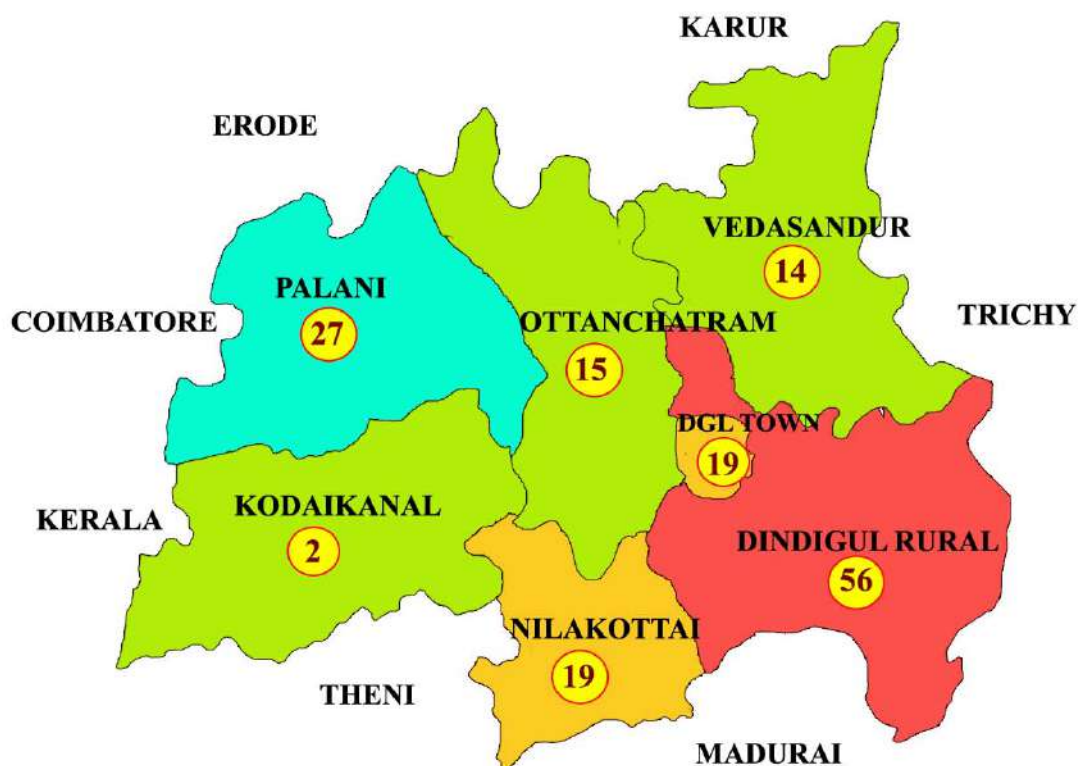 KARUR
ERODE
VEDASANDUR
14
PALANI
27
COIMBATORE
OTTANCHATRAM
15
TRICHY
DGL TOWN
19
KODAIKANAL
2
KERALA
DINDIGUL RURAL
56
NILAKOTTAI
19
THENI
MADURAI